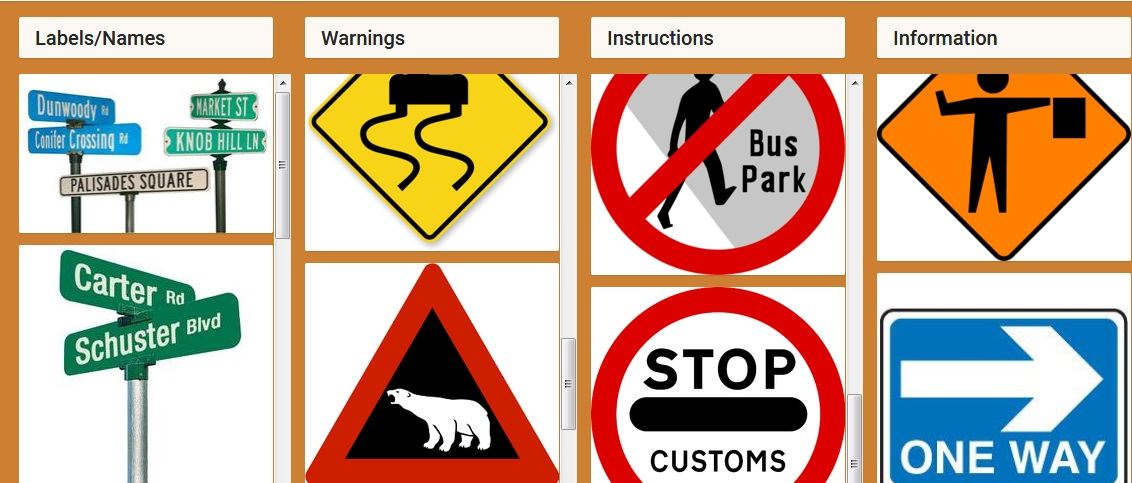 Labels/Names
Warnings
Instructions
Information
Dunwoody Rd
Conifer Crossing Rd
MARKET ST
KNOB HILL LN
PALISADES SQUARE
Carter Rd
Schuster Blvd
Bus
Park
STOP
CUSTOMS
ONE WAY